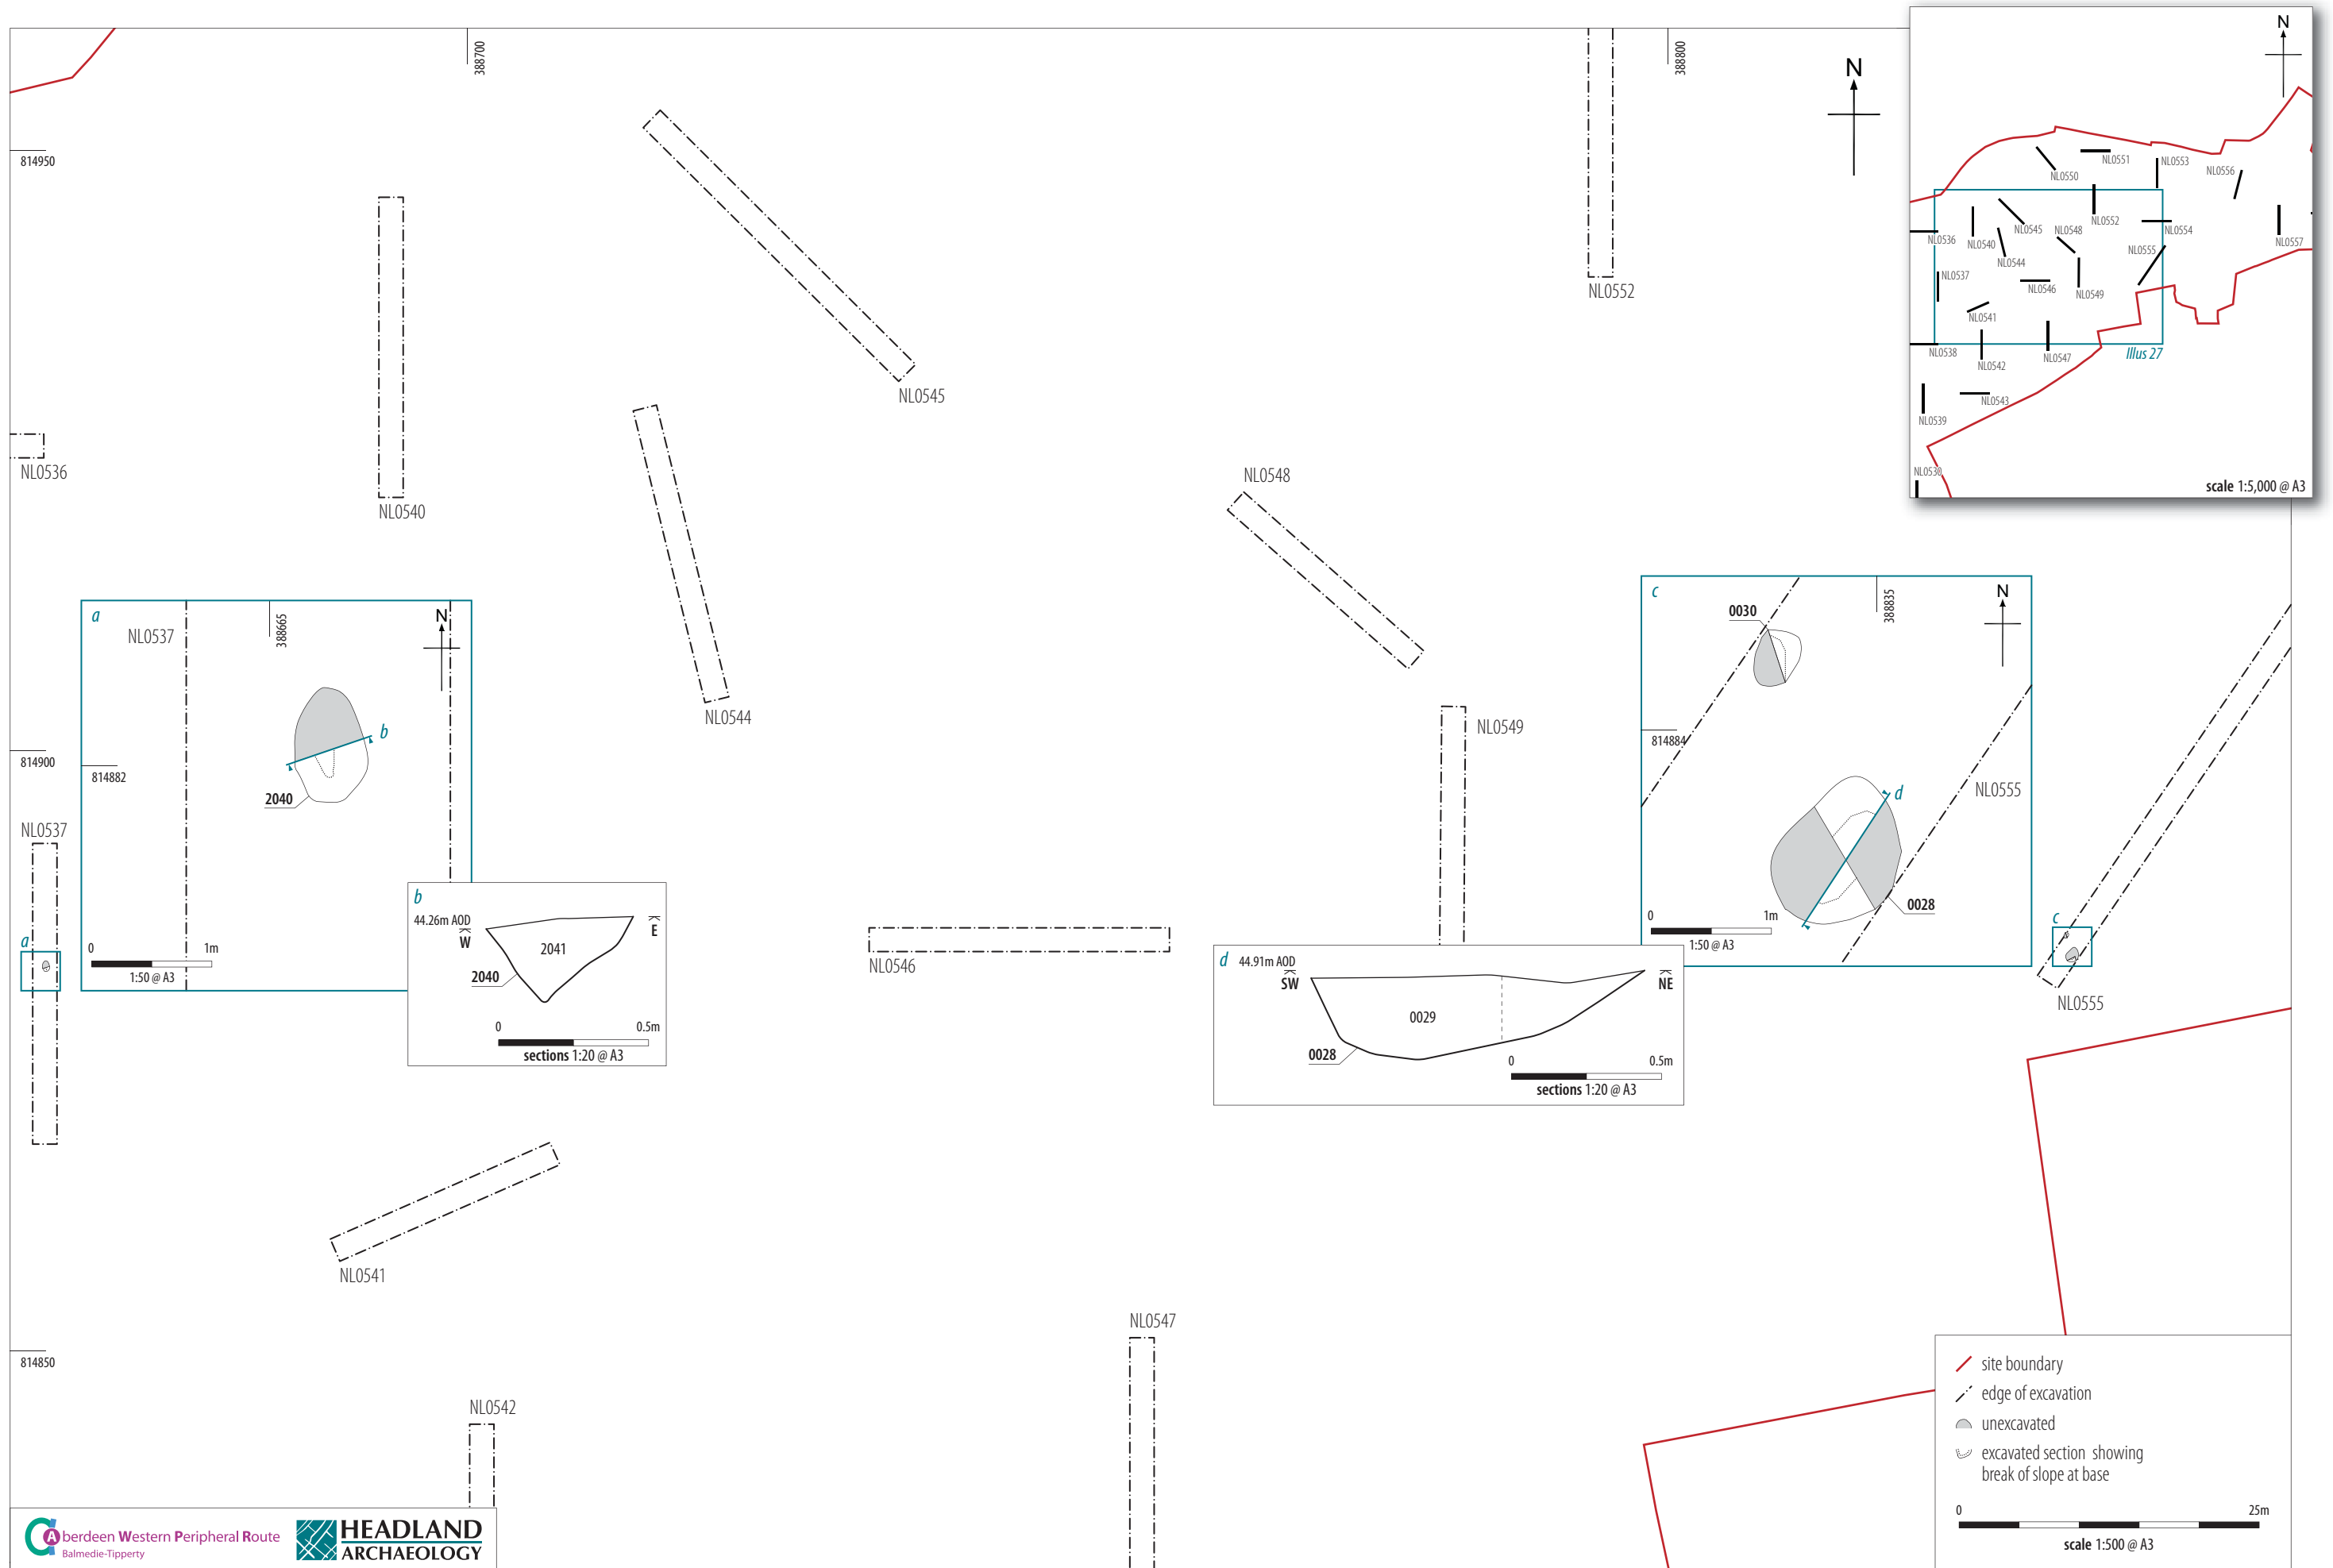 388700
388800
N
814950
NL0545
NL0552
NL0536
NL0540
NL0548
NL0544
NL0549
814900
a
NL0537
388665
N
b
814882
2040
0
1m
1:50 @ A3
NL0537
a
b
44.26m AOD
W
E
2041
2040
0
0.5m
sections 1:20 @ A3
NL0546
c
0030
388835
N
814884
NL0555
d
0028
0
1m
1:50 @ A3
d
44.91m AOD
SW
NE
0029
0028
0
0.5m
sections 1:20 @ A3
c
NL0555
NL0541
NL0547
814850
NL0542
N
NL0551
NL0550
NL0553
NL0556
NL0552
NL0545
NL0548
NL0554
NL0536
NL0540
NL0557
NL0555
NL0544
NL0537
NL0546
NL0549
NL0541
NL0538
NL0547
Illus 27
NL0542
NL0543
NL0539
NL0530
scale 1:5,000 @ A3
site boundary
edge of excavation
unexcavated
excavated section showing
break of slope at base
0
25m
scale 1:500 @ A3
Aberdeen Western Peripheral Route
Balmedie-Tipperty
HEADLAND
ARCHAEOLOGY